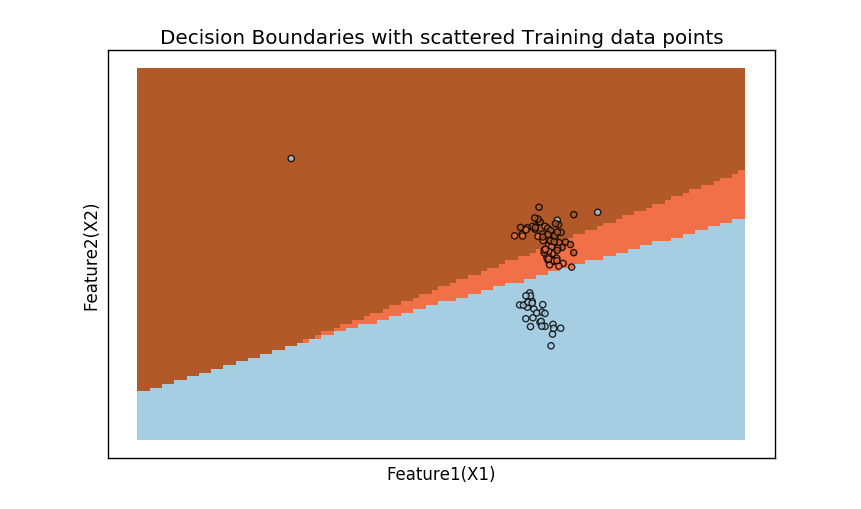 Decision Boundaries with scattered Training data points
Feature2(X2)
Feature1(X1)